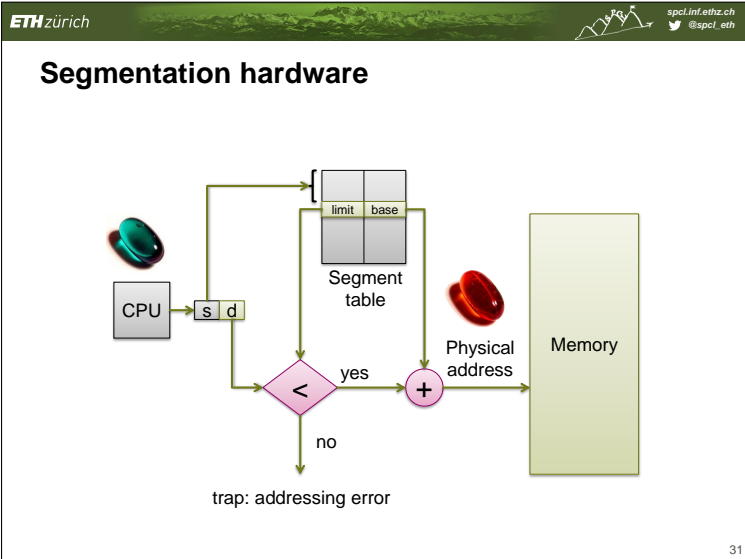 ETH zürich
spcl.inf.ethz.ch
@spcl_eth
Segmentation hardware
limit base
Segment
table
CPU
s d
Physical
address
Memory
<
yes
+
no
trap: addressing error
31